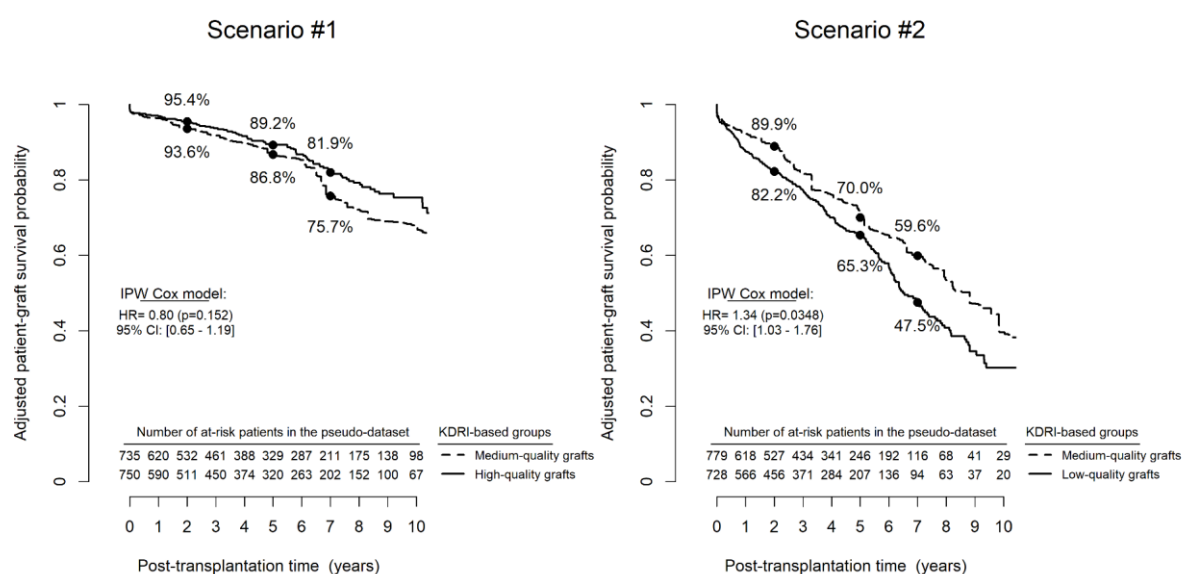 Scenario #1
Adjusted patient-graft survival probability
1
0.8
0.6
0.4
0.2
0
95.4%
89.2%
81.9%
93.6%
86.8%
75.7%
IPW Cox model:
HR= 0.80 (p=0.152)
95% CI: [0.65 - 1.19]
Number of at-risk patients in the pseudo-dataset
KDRI-based groups
735 620 532 461 388 329 287 211 175 138 98
Medium-quality grafts
750 590 511 450 374 320 263 202 152 100 67
High-quality grafts
0 1 2 3 4 5 6 7 8 9 10
Post-transplantation time (years)
Scenario #2
Adjusted patient-graft survival probability
1
0.8
0.6
0.4
0.2
0
89.9%
70.0%
59.6%
82.2%
65.3%
47.5%
IPW Cox model:
HR= 1.34 (p=0.0348)
95% CI: [1.03 - 1.76]
Number of at-risk patients in the pseudo-dataset
KDRI-based groups
779 618 527 434 341 246 192 116 68 41 29
Medium-quality grafts
728 566 456 371 284 207 136 94 63 37 20
Low-quality grafts
0 1 2 3 4 5 6 7 8 9 10
Post-transplantation time (years)